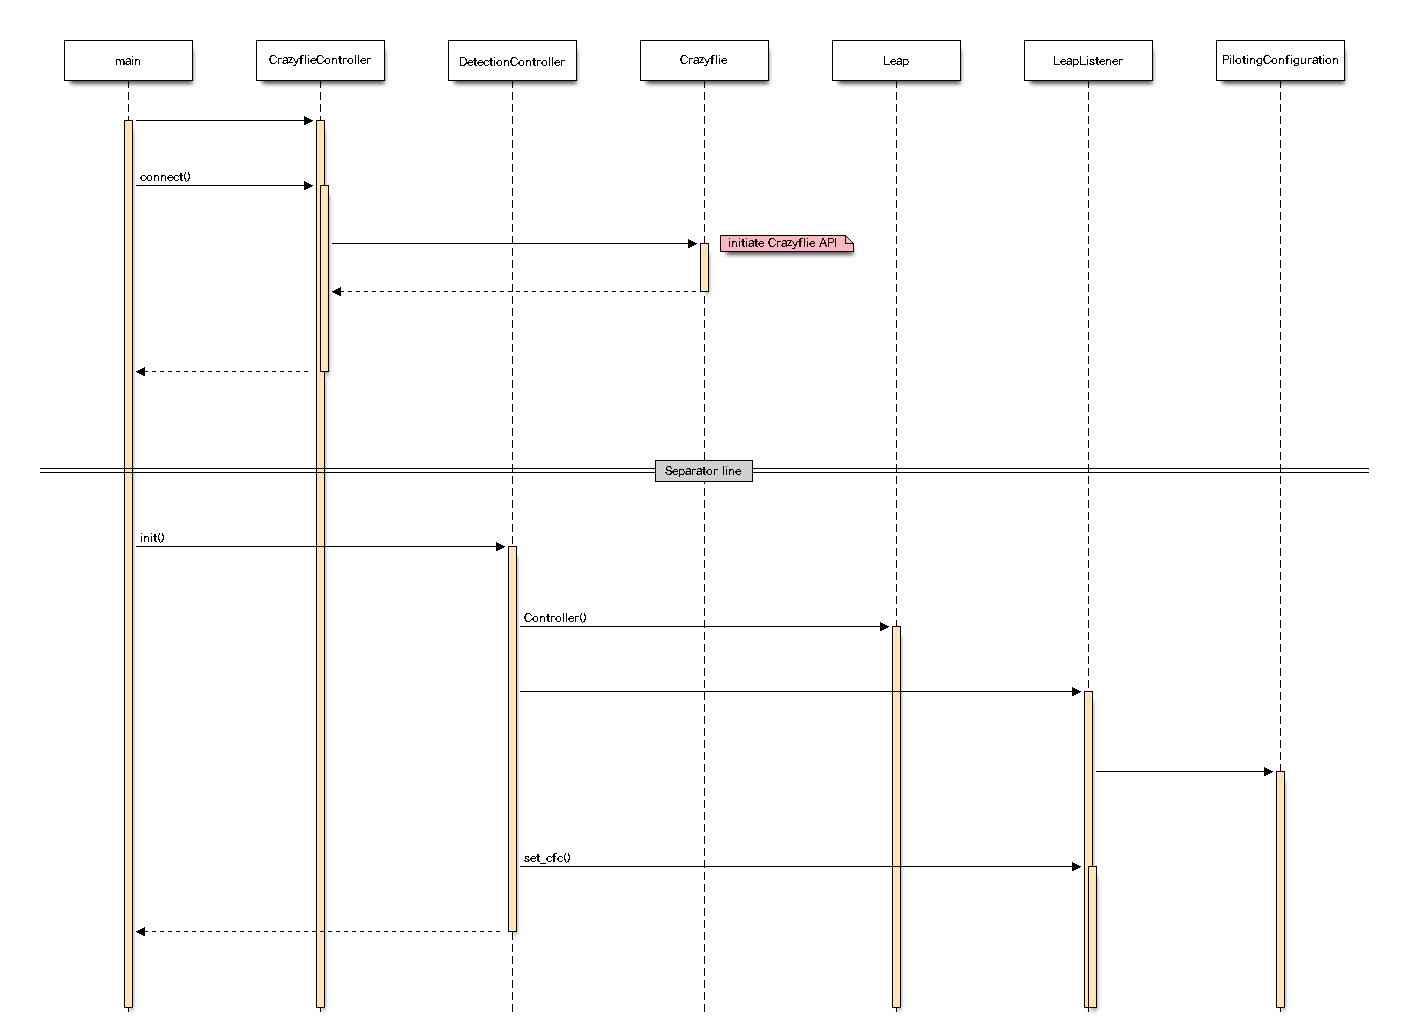 main
CrazyflieController
DetectionController
Crazyflie
Leap
LeapListener
PilotingConfiguration
connect()
initiate Crazyflie API
Separator line
init()
Controller()
set_cfc()